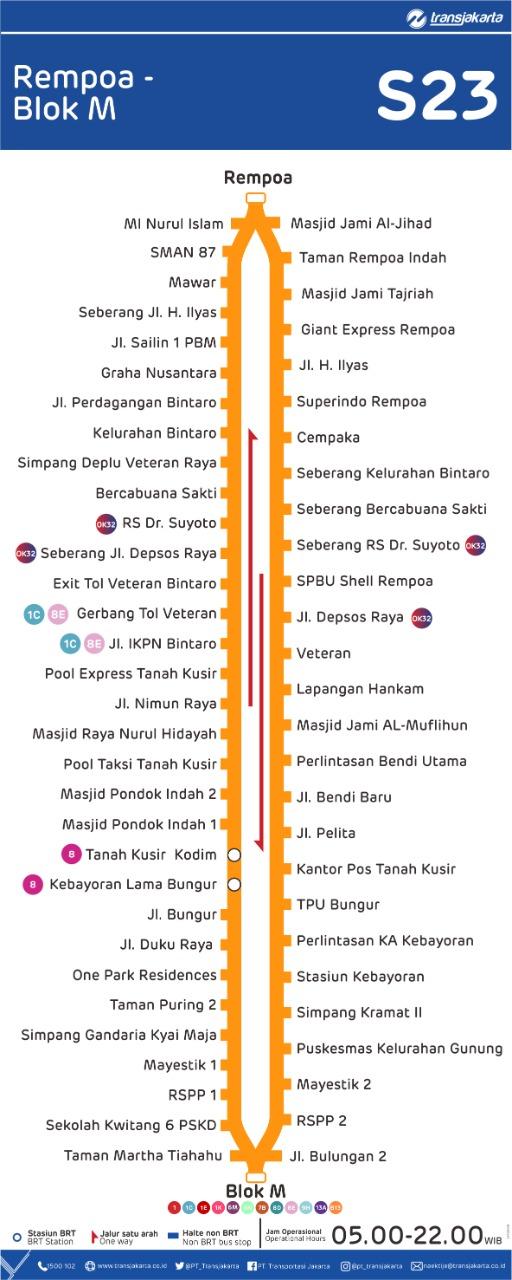 transjakarta
Rempoa -
Blok M
S23
Rempoa
MI Nurul Islam
SMAN 87
Mawar
Seberang Jl. H. Ilyas
Jl. Sailin 1 PBM
Graha Nusantara
Jl. Perdagangan Bintaro
Kelurahan Bintaro
Simpang Deplu Veteran Raya
Bercabuana Sakti
OK32 RS Dr. Suyoto
OK32 Seberang Jl. Depsos Raya
Exit Tol Veteran Bintaro
1C 8E Gerbang Tol Veteran
1C 8E Jl. IKPN Bintaro
Pool Express Tanah Kusir
Jl. Nimun Raya
Masjid Raya Nurul Hidayah
Pool Taksi Tanah Kusir
Masjid Pondok Indah 2
Masjid Pondok Indah 1
8 Tanah Kusir Kodim
8 Kebayoran Lama Bungur
Jl. Bungur
Jl. Duku Raya
One Park Residences
Taman Puring 2
Simpang Gandaria Kyai Maja
Mayestik 1
RSPP 1
Sekolah Kwitang 6 PSKD
Taman Martha Tiahahu
Masjid Jami Al-Jihad
Taman Rempoa Indah
Masjid Jami Tajriah
Giant Express Rempoa
Jl. H. Ilyas
Superindo Rempoa
Cempaka
Seberang Kelurahan Bintaro
Seberang Bercabuana Sakti
Seberang RS Dr. Suyoto OK32
SPBU Shell Rempoa
Jl. Depsos Raya OK32
Veteran
Lapangan Hankam
Masjid Jami AL-Muflihun
Perlintasan Bendi Utama
Jl. Bendi Baru
Jl. Pelita
Kantor Pos Tanah Kusir
TPU Bungur
Perlintasan KA Kebayoran
Stasiun Kebayoran
Simpang Kramat II
Puskesmas Kelurahan Gunung
Mayestik 2
RSPP 2
Jl. Bulungan 2
Blok M
1 1C 1E 1K 6M 7B 8D 8E 9H 13A B13
Stasiun BRT
BRT Station
Jalur satu arah
One way
Halte non BRT
Non BRT bus stop
Jam Operasional
Operational Hours
05.00-22.00 WIB
1500 102
www.transjakarta.co.id
@PT_Transjakarta
PT Transportasi Jakarta
@pt_transjakarta
naektije@transjakarta.co.id